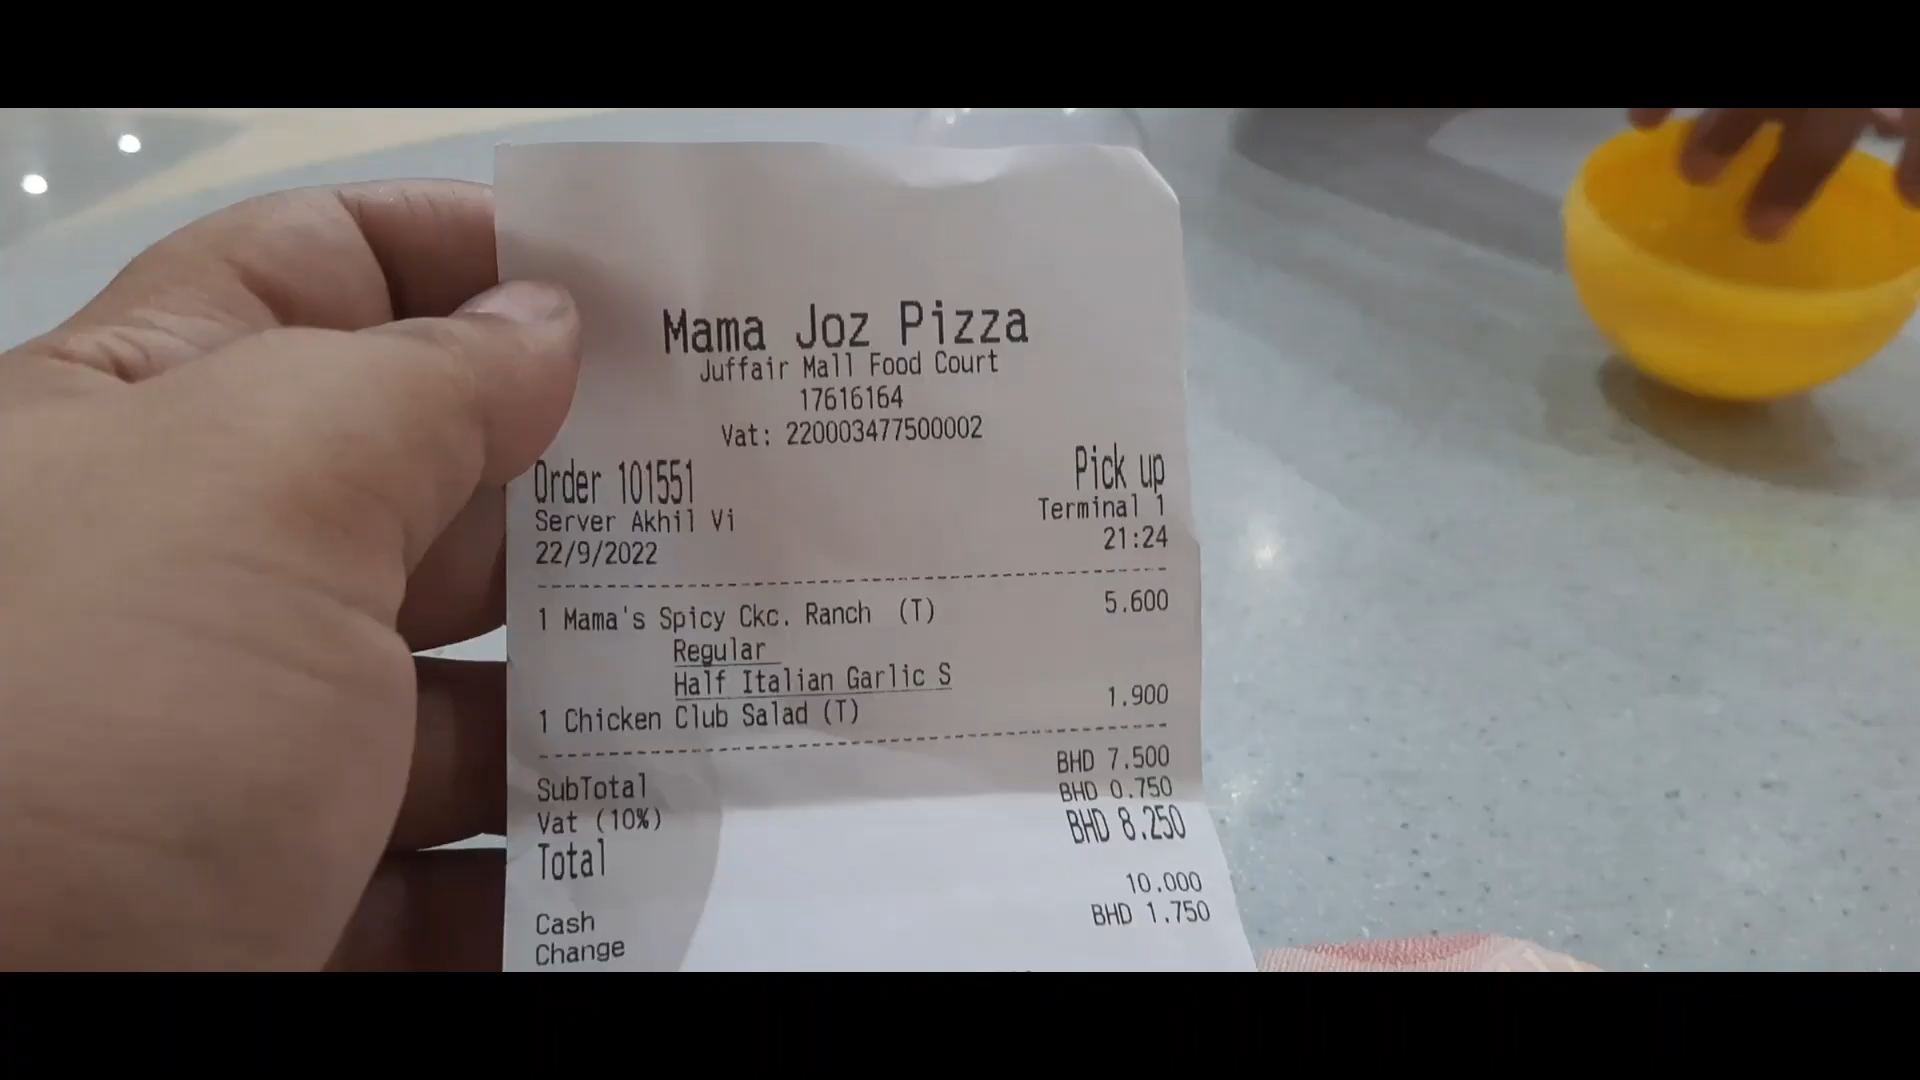 Mama Joz Pizza
Juffair Mall Food Court
17616164
Vat: 220003477500002
Order 101551 Pick up
Server Akhil Vi Terminal 1
22/9/2022 21:24
1 Mama's Spicy Ckc. Ranch (T) 5.600
Regular
Half Italian Garlic S
1 Chicken Club Salad (T) 1.900
SubTotal BHD 7.500
Vat (10%) BHD 0.750
Total BHD 8.250
Cash 10.000
Change BHD 1.750